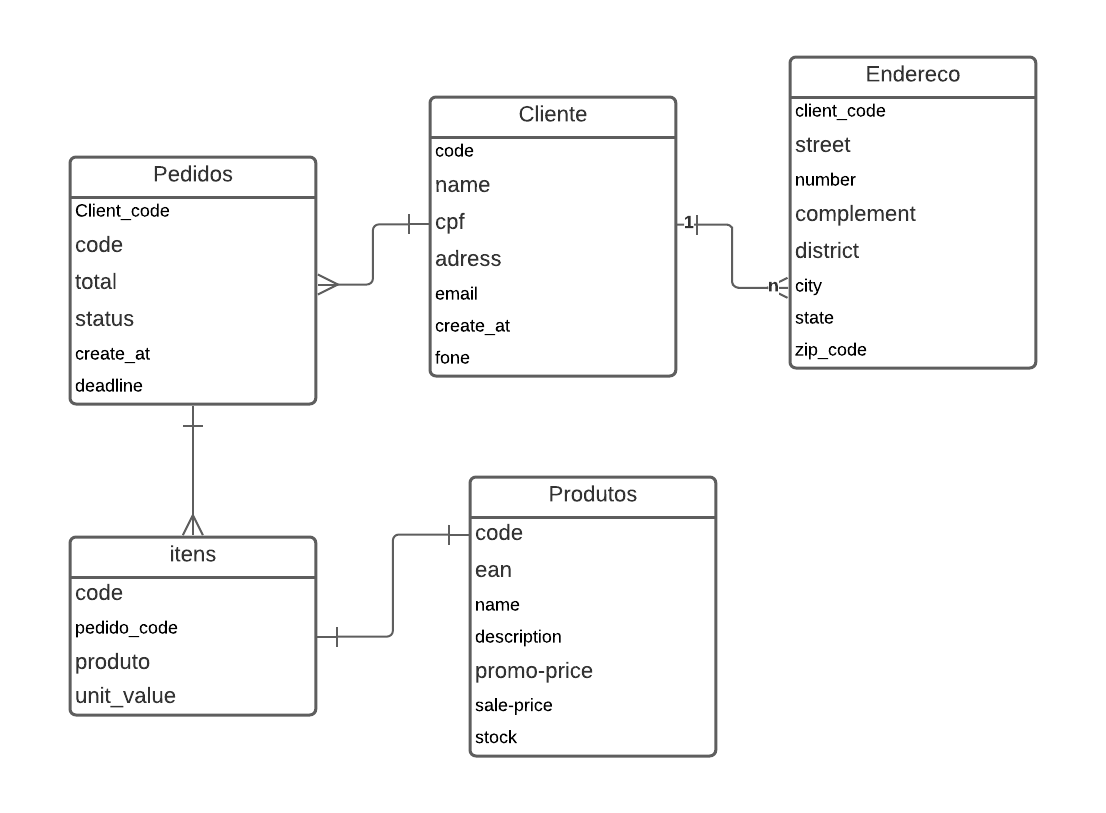 Pedidos
Client_code
code
total
status
create_at
deadline
Cliente
code
name
cpf
adress
email
create_at
fone
1
n
Endereco
client_code
street
number
complement
district
city
state
zip_code
itens
code
pedido_code
produto
unit_value
Produtos
code
ean
name
description
promo-price
sale-price
stock